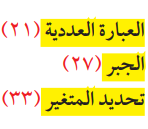 العبارة العددية (٢١)
الجبر (٢٧)
تحديد المتغير (٣٣)